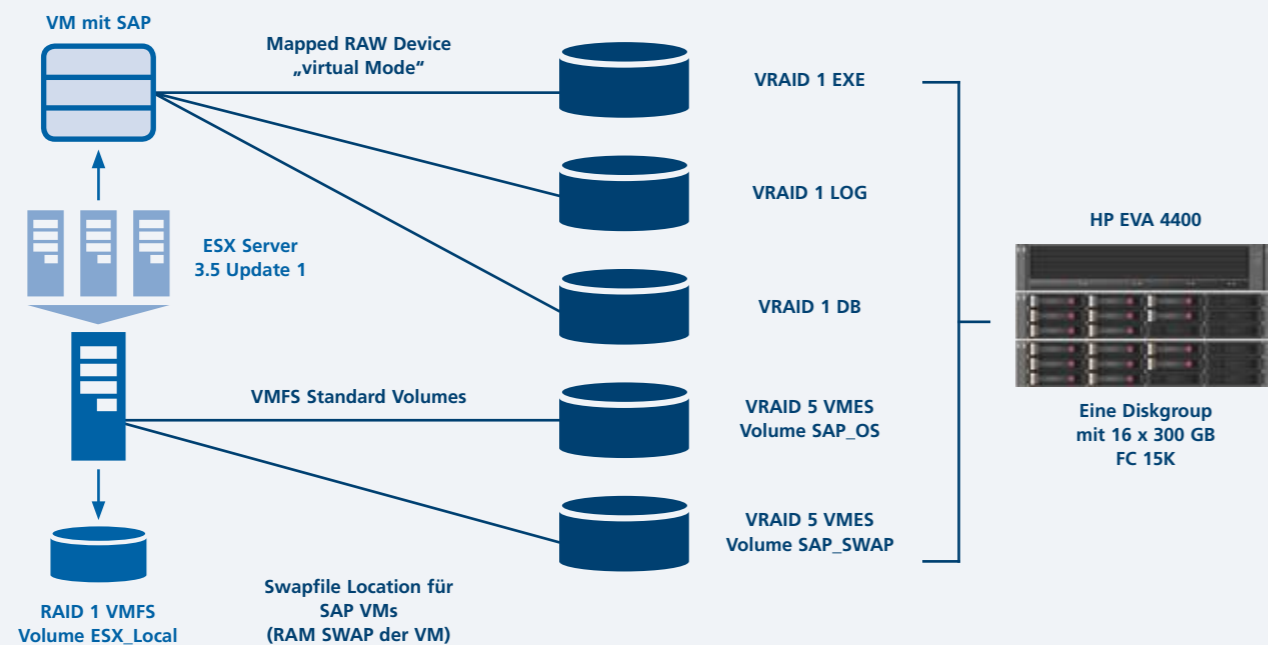 VM mit SAP
Mapped RAW Device
„virtual Mode“
VRAID 1 EXE
VRAID 1 LOG
HP EVA 4400
ESX Server
3.5 Update 1
VRAID 1 DB
VMFS Standard Volumes
VRAID 5 VMES
Volume SAP_OS
Eine Diskgroup
mit 16 x 300 GB
FC 15K
VRAID 5 VMES
Volume SAP_SWAP
Swapfile Location für
SAP VMs
(RAM SWAP der VM)
RAID 1 VMFS
Volume ESX_Local